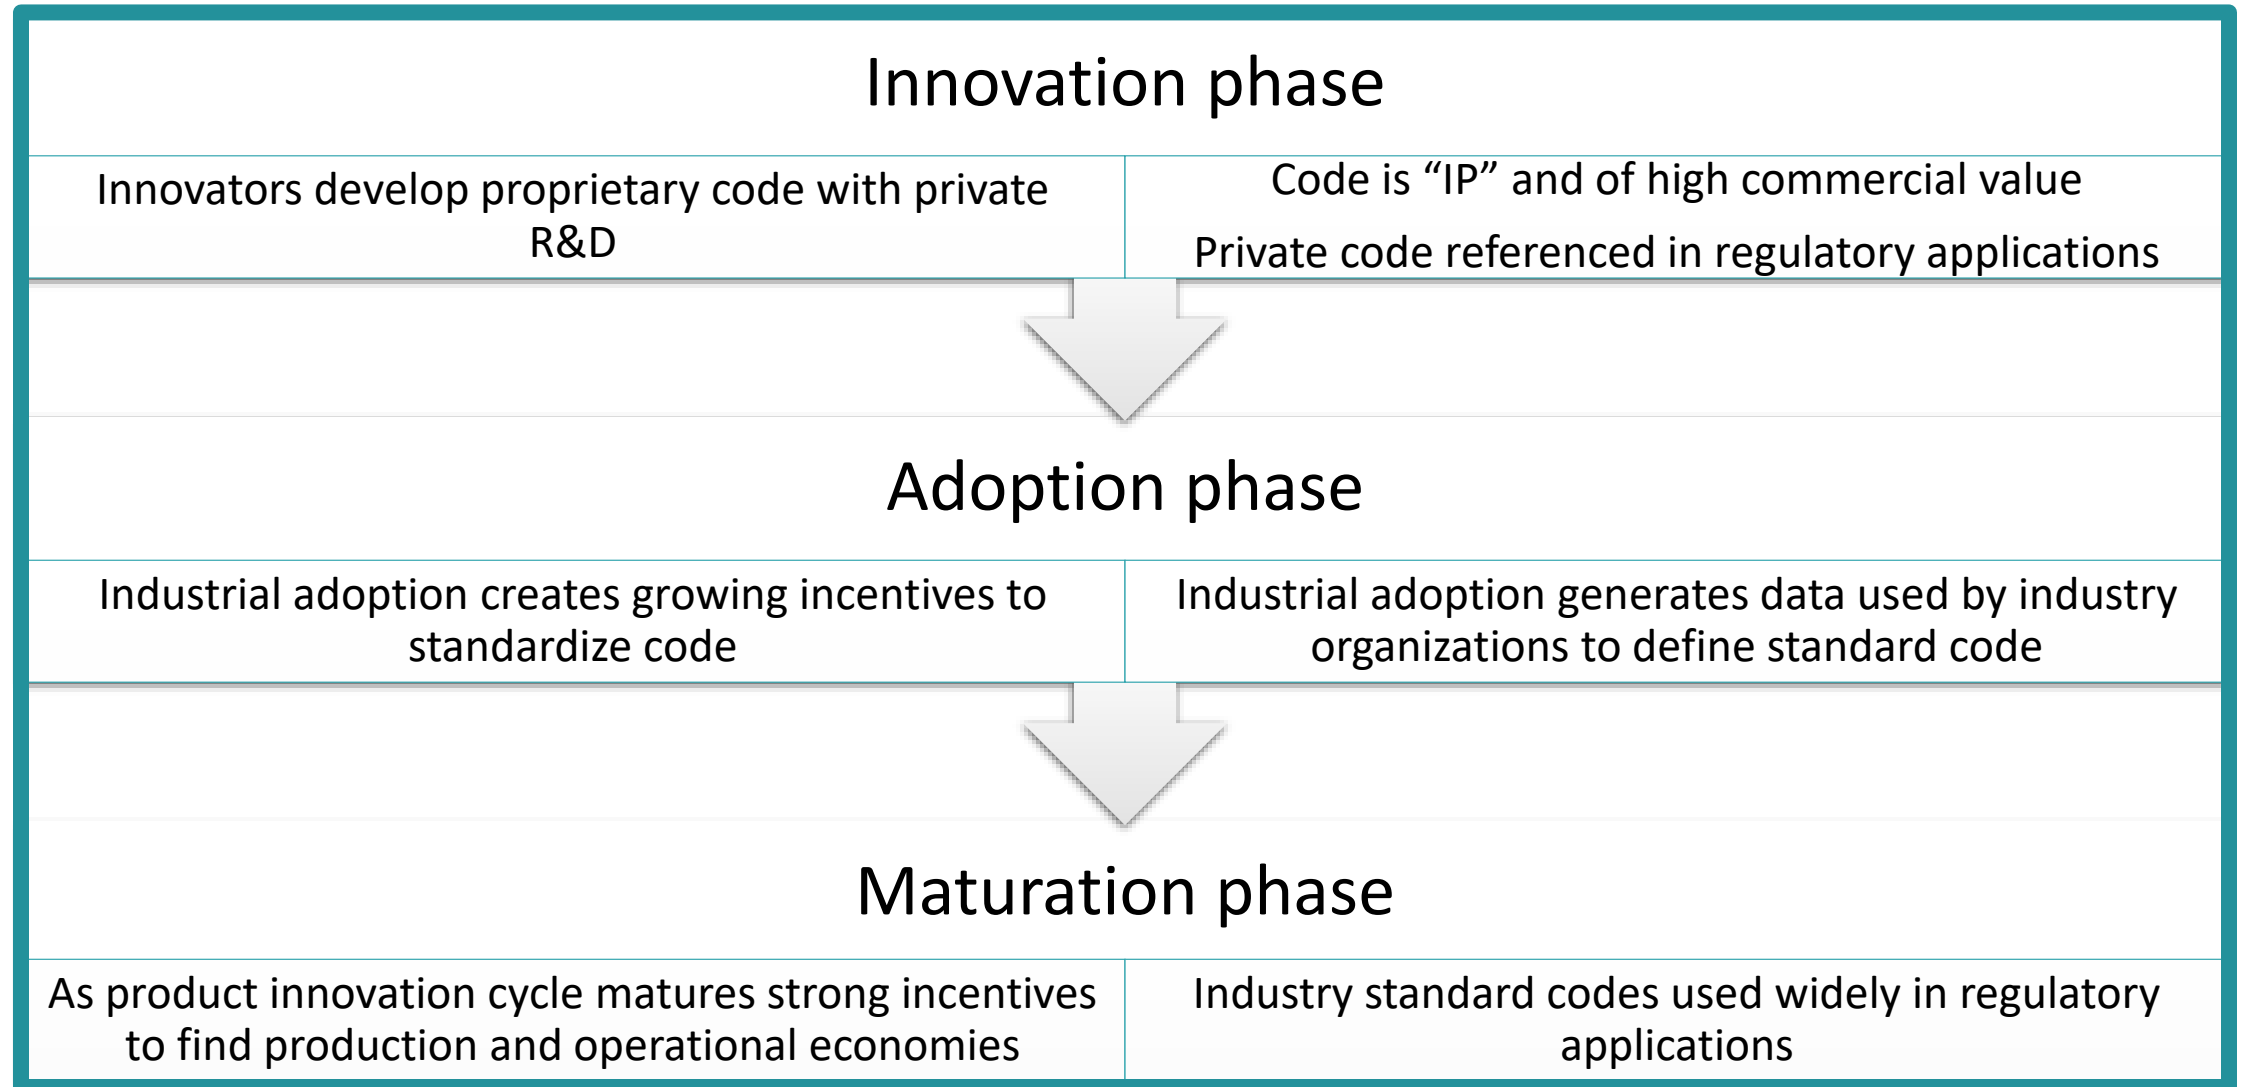 Innovation phase
Innovators develop proprietary code with private
R&D
Code is “IP” and of high commercial value
Private code referenced in regulatory applications
Adoption phase
Industrial adoption creates growing incentives to
standardize code
Industrial adoption generates data used by industry
organizations to define standard code
Maturation phase
As product innovation cycle matures strong incentives
to find production and operational economies
Industry standard codes used widely in regulatory
applications